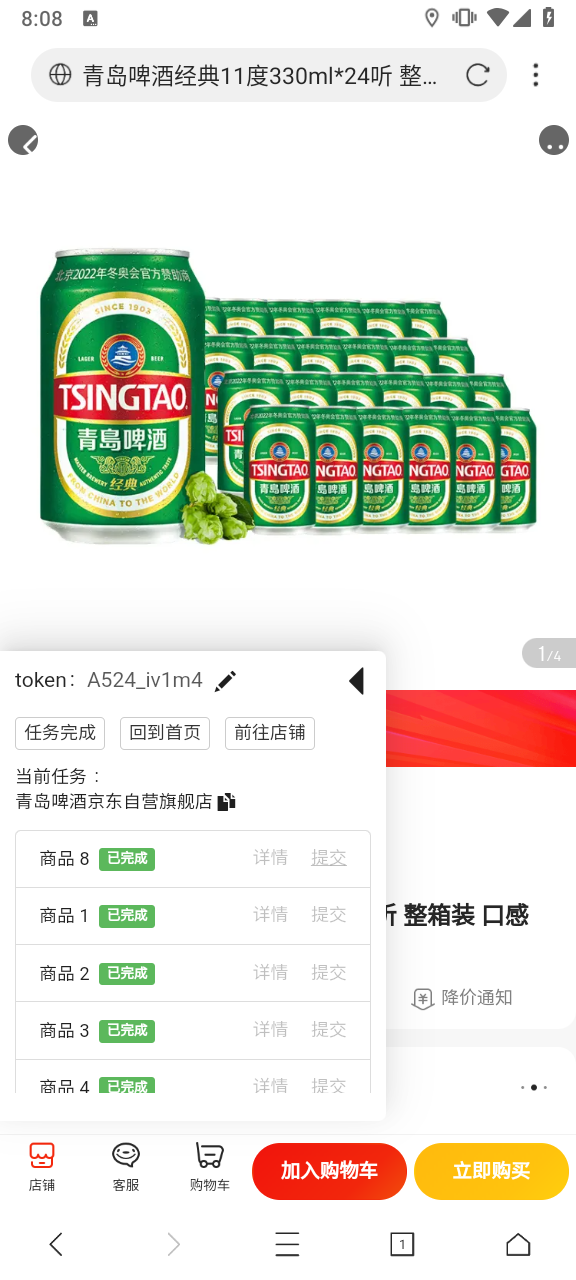 8:08
青岛啤酒经典11度330ml*24听 整...
北京2022年冬奥会官方赞助商
SINCE 1903
LAGER BEER
TSINGTAO
青岛啤酒
MASTER BREWERY AUTHENTIC TASTE
经典
FROM CHINA TO THE WORLD
1/4
token: A524_iv1m4
任务完成 回到首页 前往店铺
当前任务：
青岛啤酒京东自营旗舰店
商品 8 已完成 详情 提交
商品 1 已完成 详情 提交
听 整箱装 口感
商品 2 已完成 详情 提交
降价通知
商品 3 已完成 详情 提交
商品 4 已完成 详情 提交
店铺 客服 购物车 加入购物车 立即购买
1